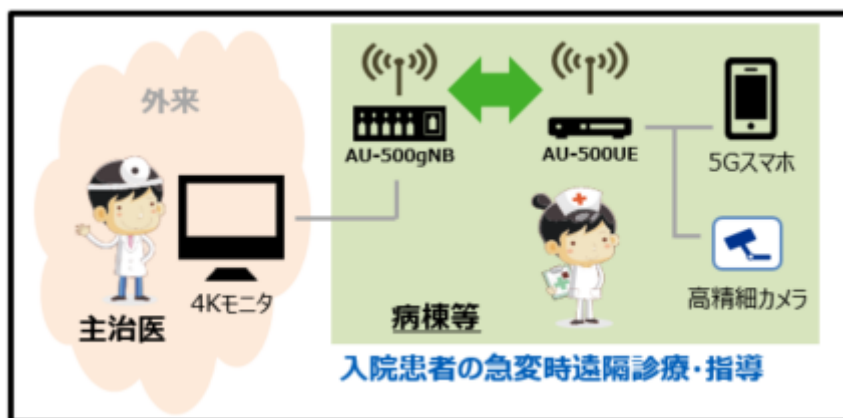 外来
主治医
4Kモニタ
AU-500gNB
AU-500UE
5Gスマホ
高精細カメラ
病棟等
入院患者の急変時遠隔診療・指導